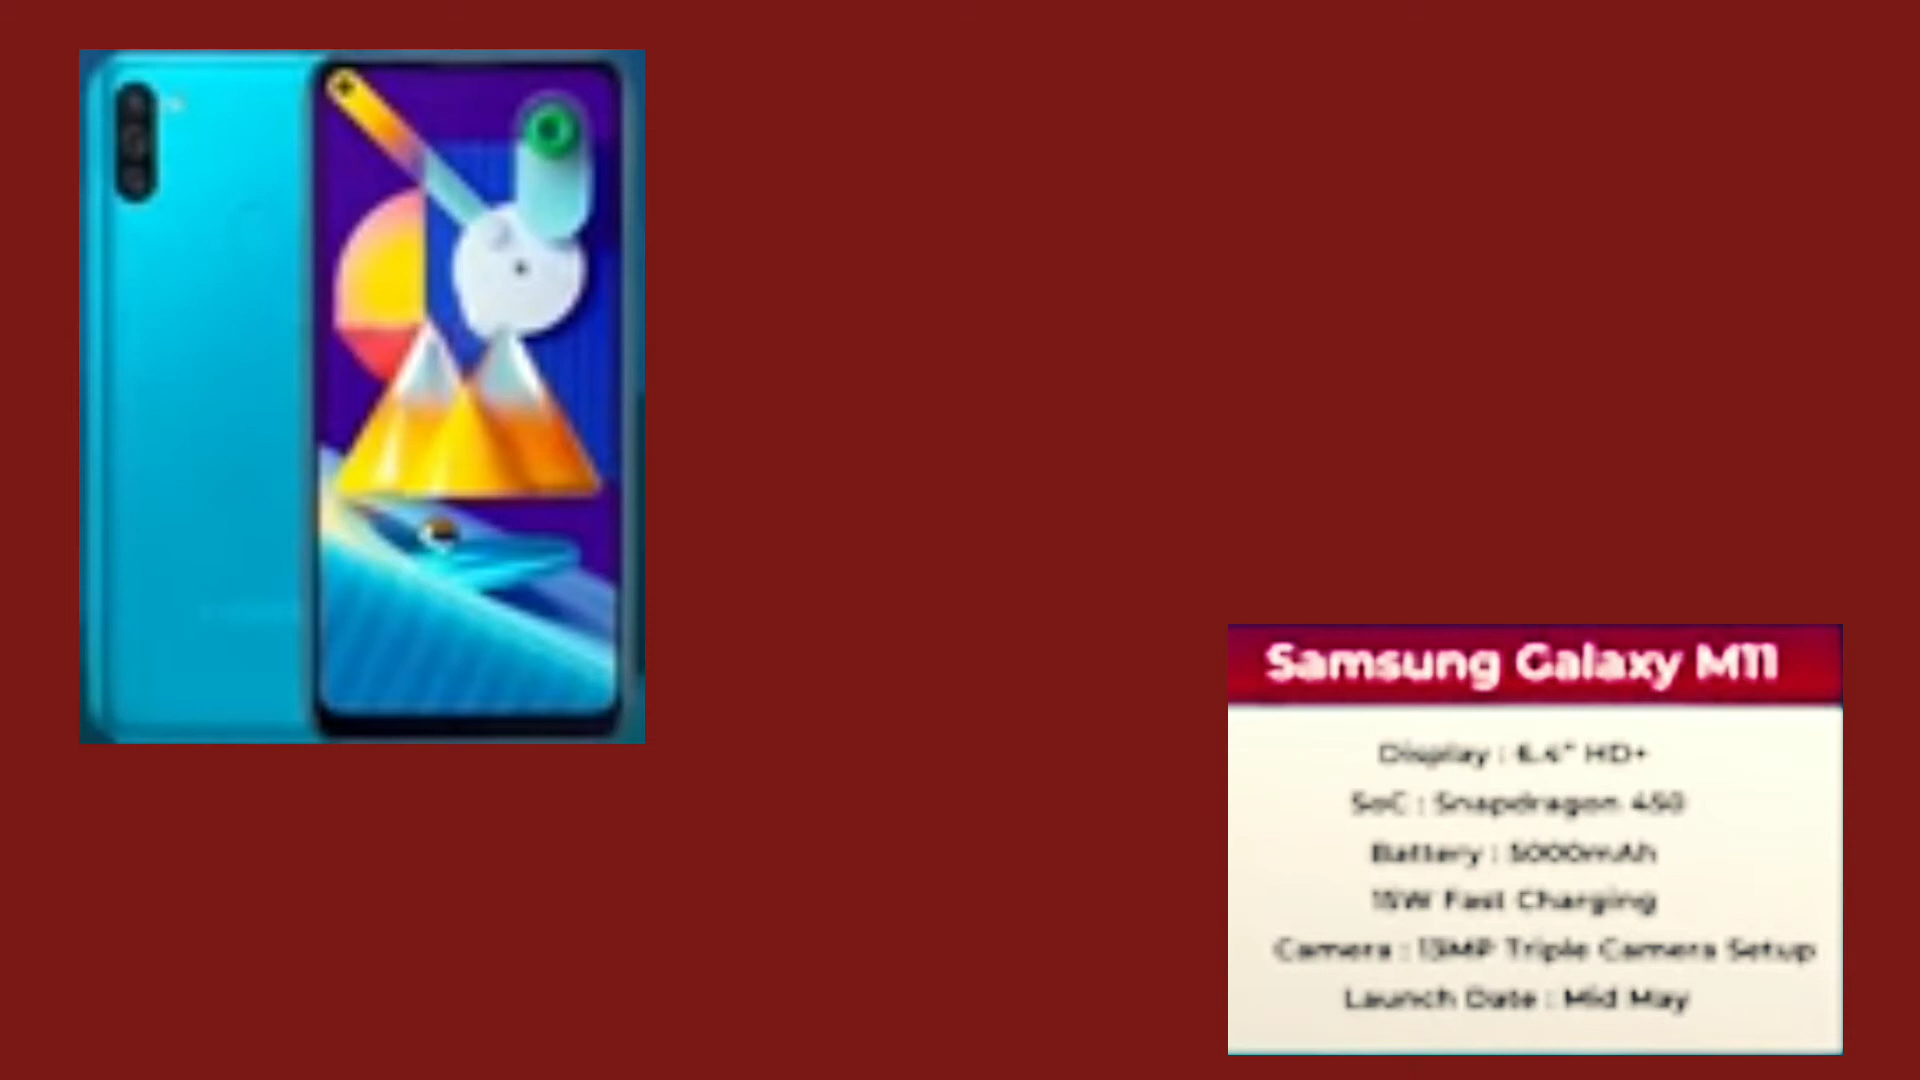 Samsung Galaxy M11
Display : 6.4" HD+
SoC : Snapdragon 450
Battery : 5000mAh
15W Fast Charging
Camera : 13MP Triple Camera Setup
Launch Date : Mid May